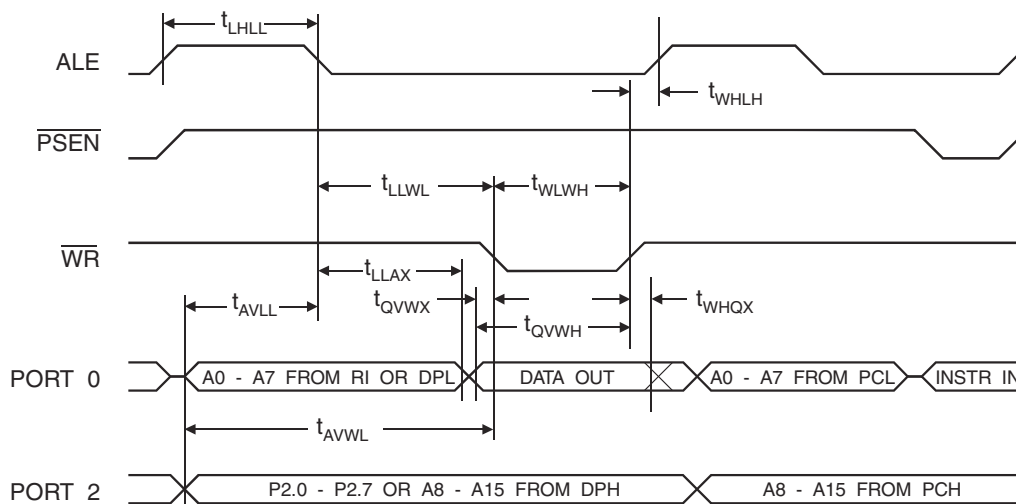 tLHLL
ALE
tWHLH
PSEN
tLLWL
tWLWH
WR
tLLAX
tAVLL
tQVWX
tWHQX
tQVWH
PORT 0
A0 - A7 FROM RI OR DPL
DATA OUT
A0 - A7 FROM PCL
INSTR IN
tAVWL
PORT 2
P2.0 - P2.7 OR A8 - A15 FROM DPH
A8 - A15 FROM PCH